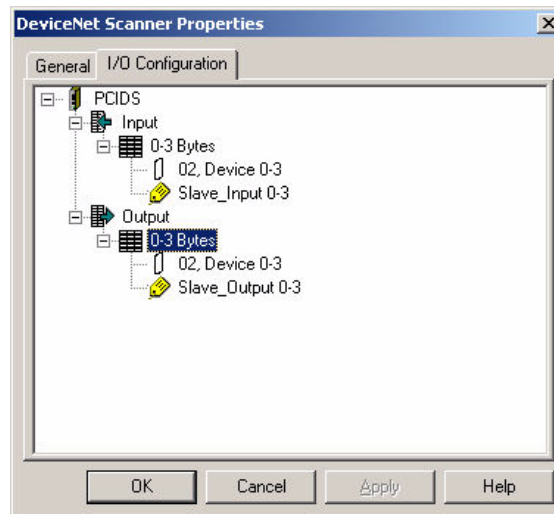 DeviceNet Scanner Properties
General
I/O Configuration
PCIDS
Input
0-3 Bytes
02, Device 0-3
Slave_Input 0-3
Output
0-3 Bytes
02, Device 0-3
Slave_Output 0-3
OK
Cancel
Apply
Help